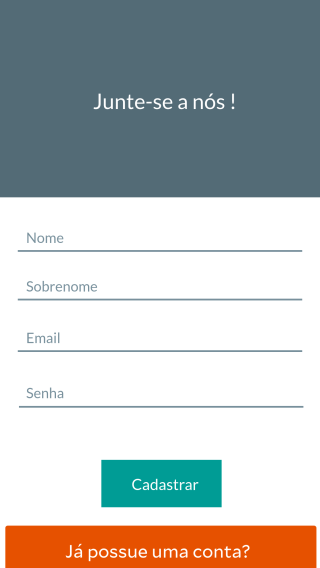 Junte-se a nós !
Nome
Sobrenome
Email
Senha
Cadastrar
Já possue uma conta?